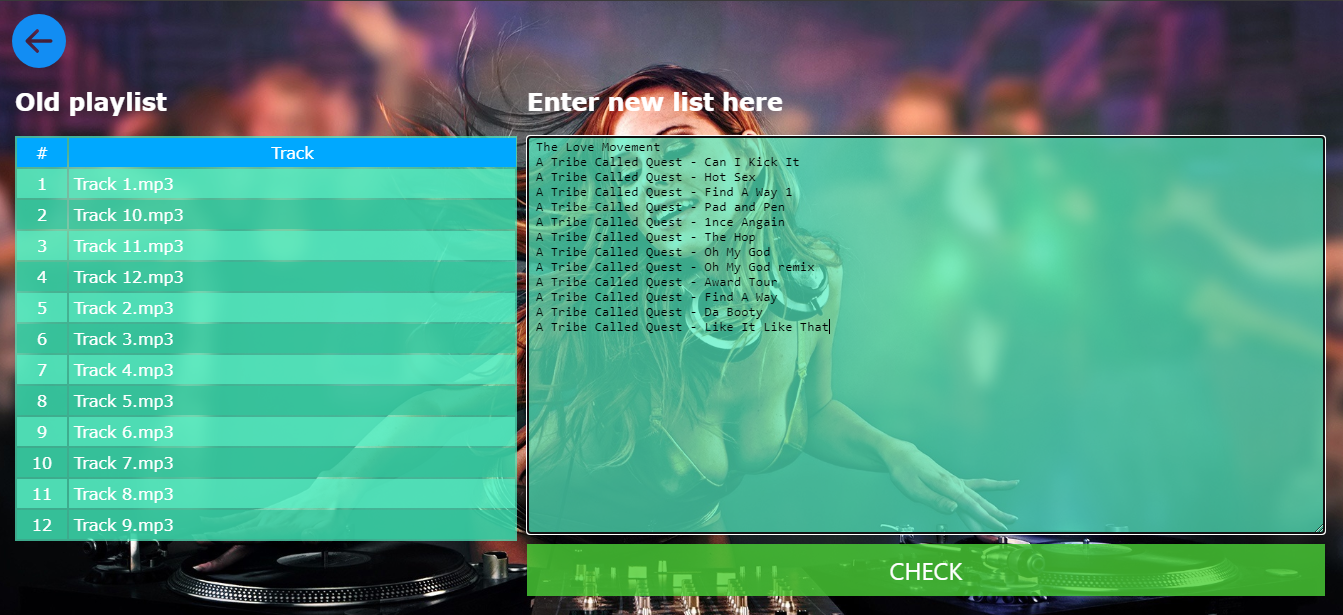 Old playlist
# Track
1 Track 1.mp3
2 Track 10.mp3
3 Track 11.mp3
4 Track 12.mp3
5 Track 2.mp3
6 Track 3.mp3
7 Track 4.mp3
8 Track 5.mp3
9 Track 6.mp3
10 Track 7.mp3
11 Track 8.mp3
12 Track 9.mp3
Enter new list here
The Love Movement
A Tribe Called Quest - Can I Kick It
A Tribe Called Quest - Hot Sex
A Tribe Called Quest - Find A Way 1
A Tribe Called Quest - Pad and Pen
A Tribe Called Quest - 1nce Angain
A Tribe Called Quest - The Hop
A Tribe Called Quest - Oh My God
A Tribe Called Quest - Oh My God remix
A Tribe Called Quest - Award Tour
A Tribe Called Quest - Find A Way
A Tribe Called Quest - Da Booty
A Tribe Called Quest - Like It Like That
CHECK